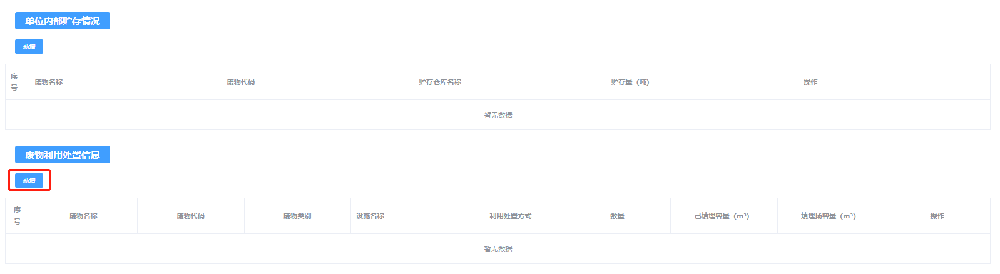 单位内部贮存情况
新增
序号 废物名称 废物代码 贮存仓库名称 贮存量（吨） 操作
暂无数据
废物利用处置信息
新增
序号 废物名称 废物代码 废物类别 设施名称 利用处置方式 数量 已填埋容量（m³） 填埋场容量（m³） 操作
暂无数据